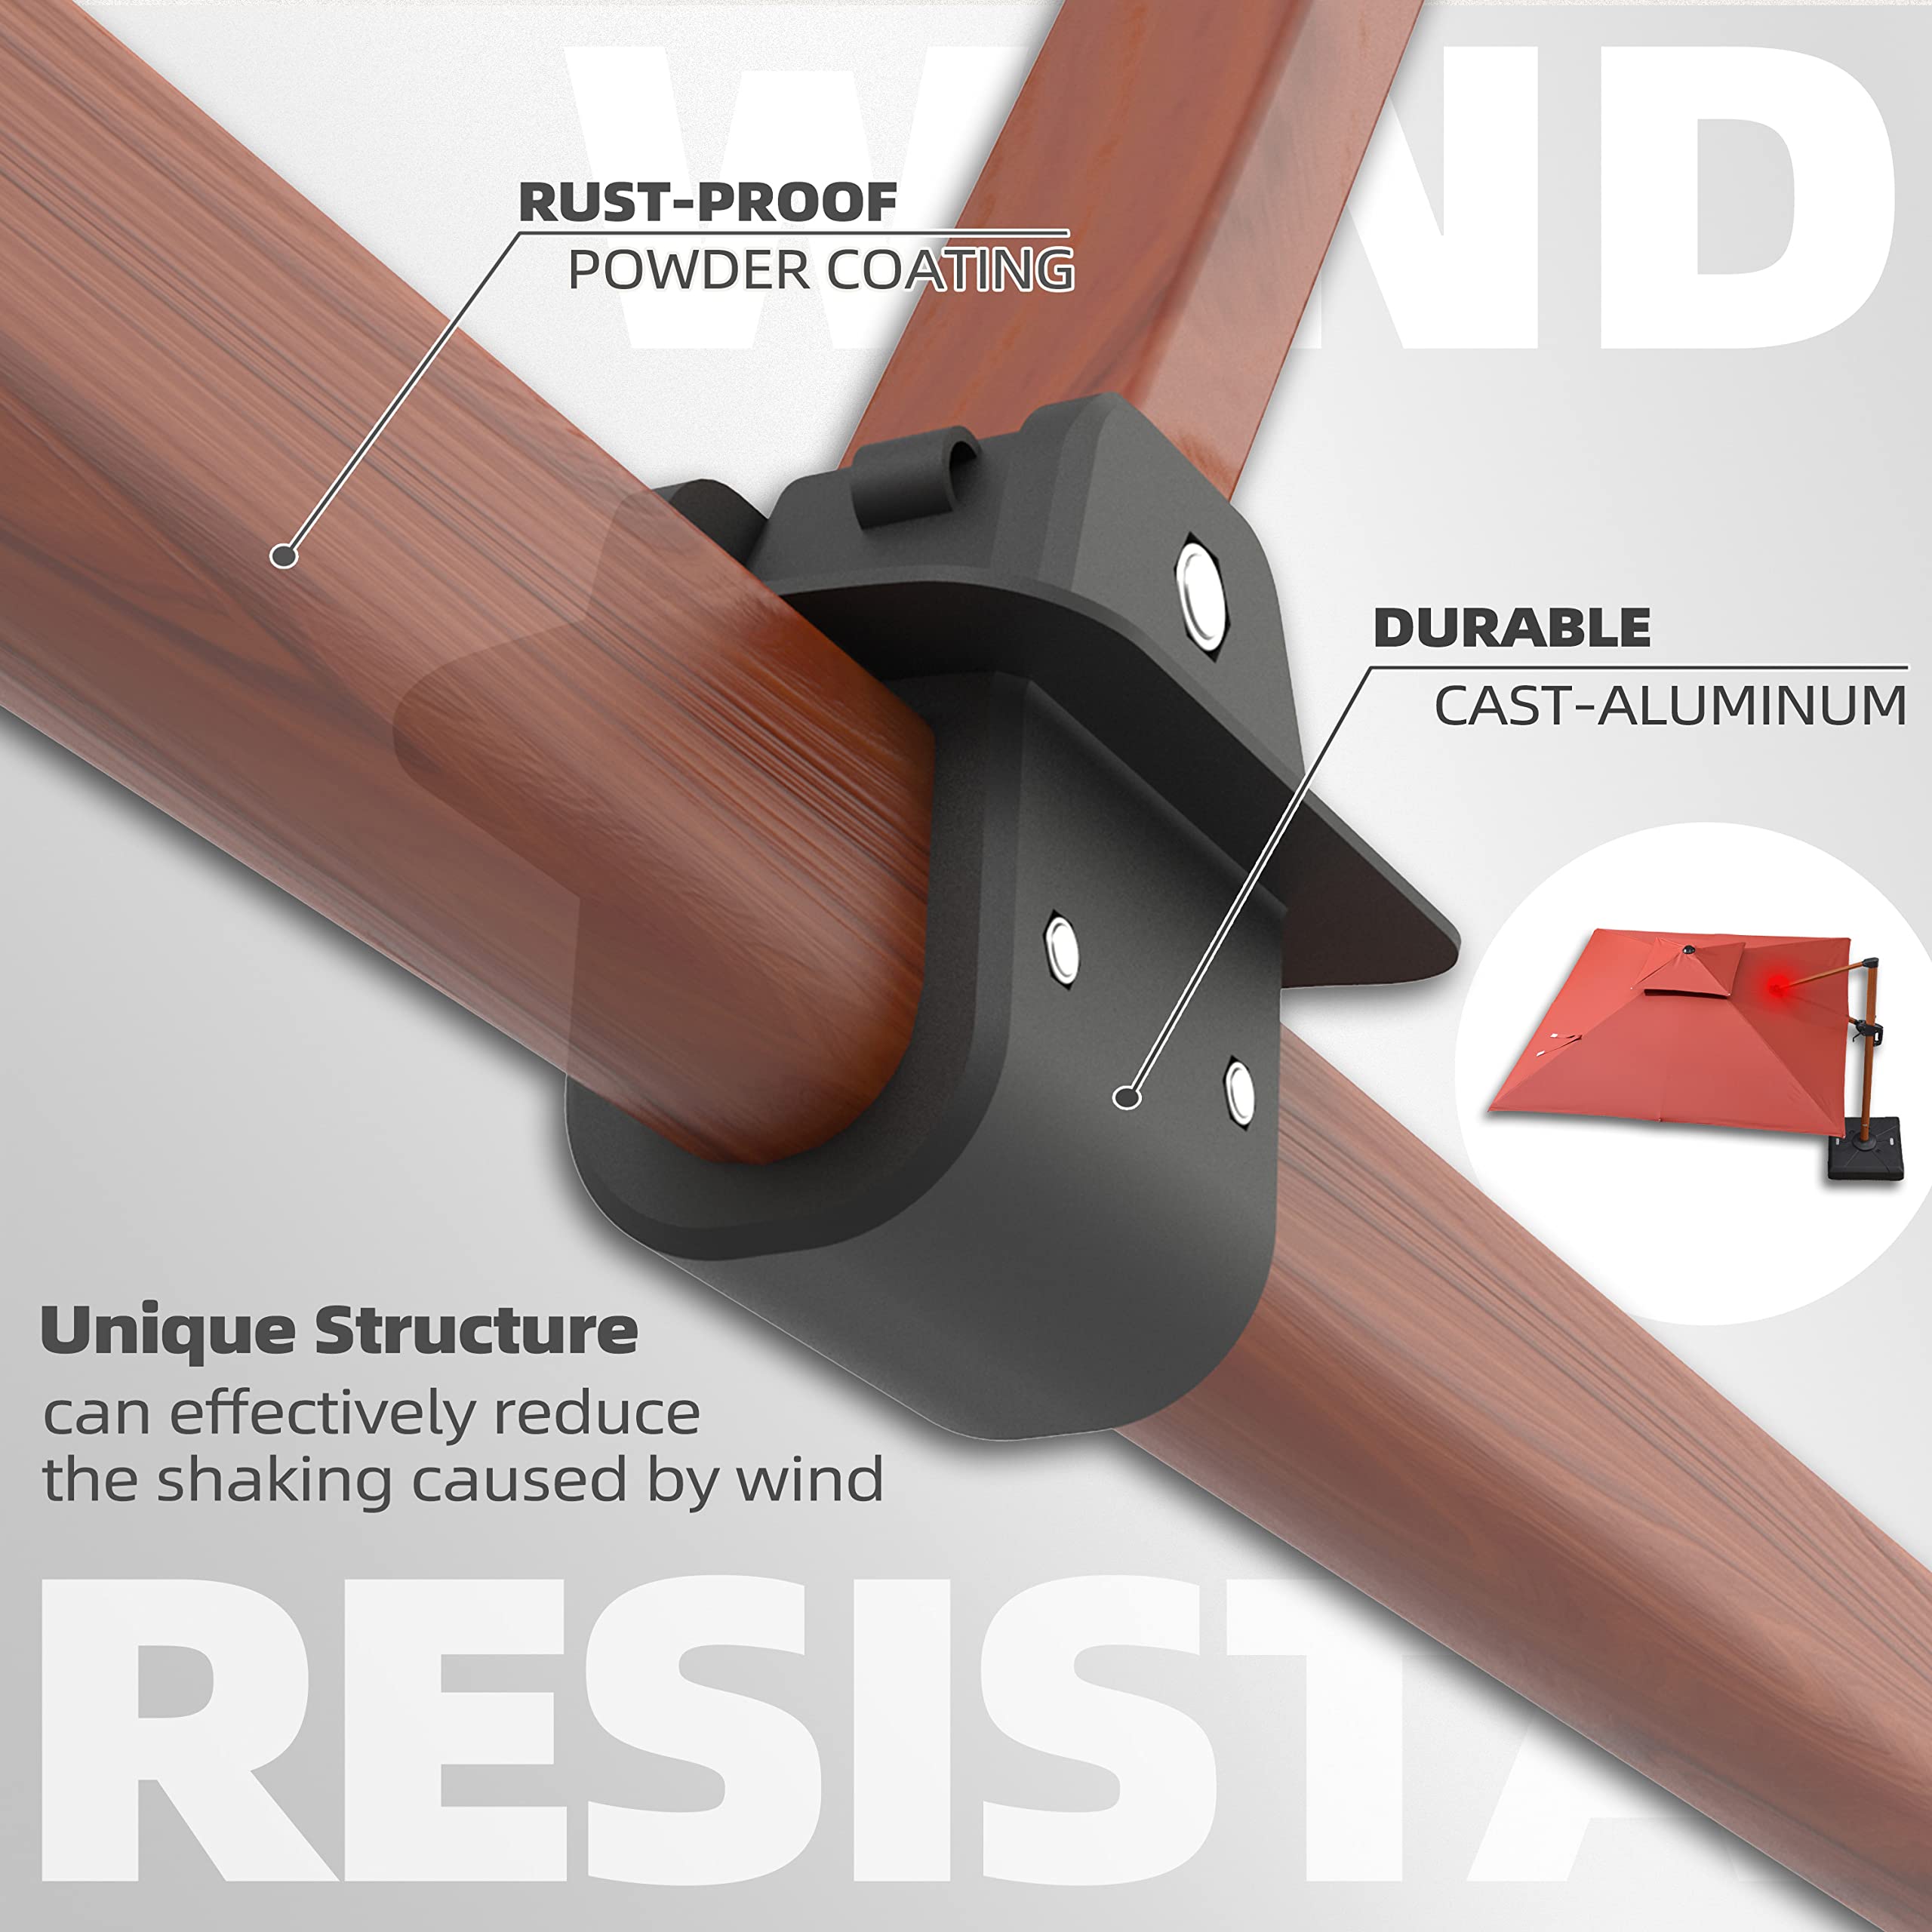 WIND
RUST-PROOF
POWDER COATING
DURABLE
CAST-ALUMINUM
Unique Structure
can effectively reduce
the shaking caused by wind
RESISTA